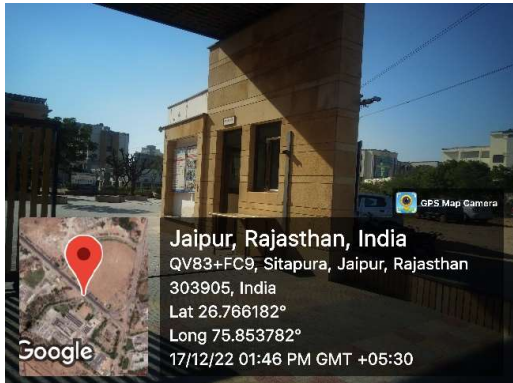 GPS Map Camera
Jaipur, Rajasthan, India
QV83+FC9, Sitapura, Jaipur, Rajasthan
303905, India
Lat 26.766182°
Long 75.853782°
17/12/22 01:46 PM GMT +05:30
Google